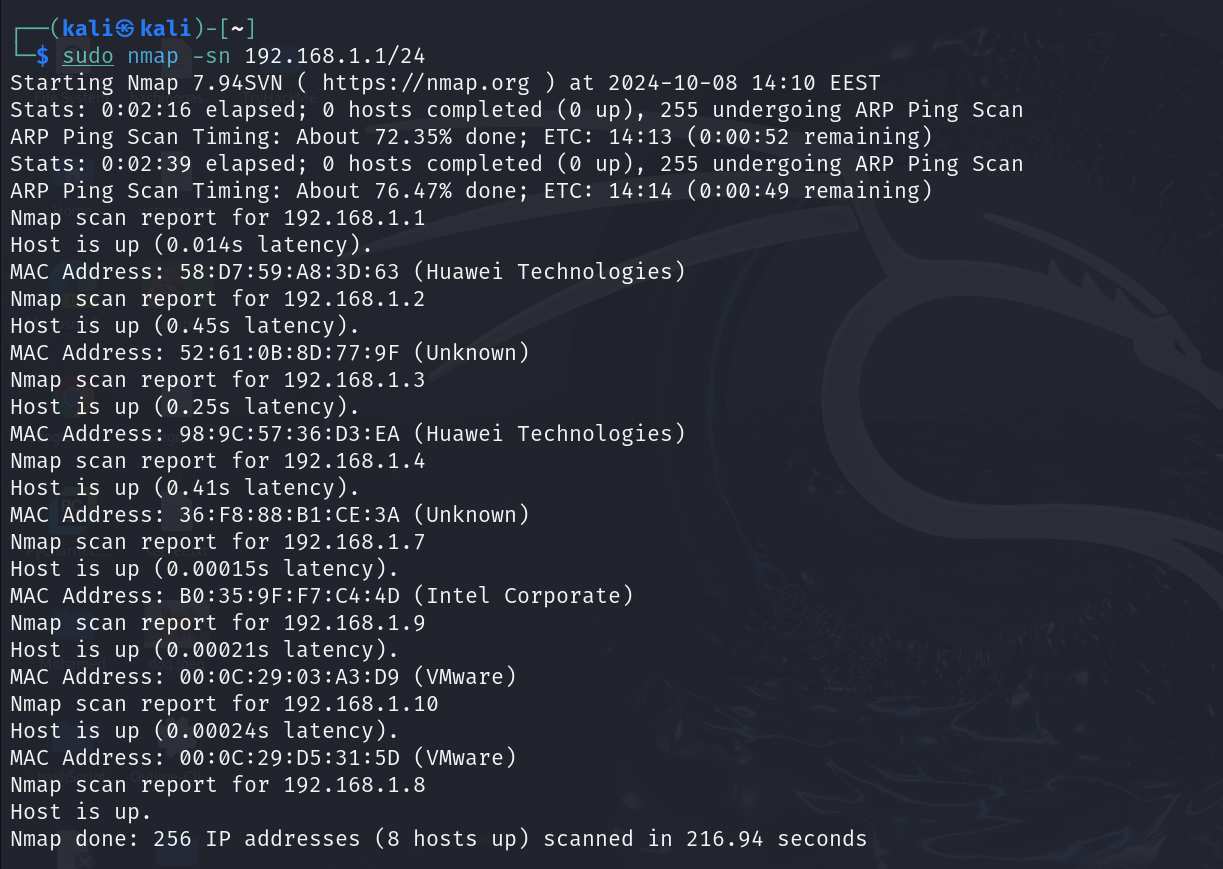 ┌──(kali㉿kali)-[~]
└─$ sudo nmap -sn 192.168.1.1/24
Starting Nmap 7.94SVN ( https://nmap.org ) at 2024-10-08 14:10 EEST
Stats: 0:02:16 elapsed; 0 hosts completed (0 up), 255 undergoing ARP Ping Scan
ARP Ping Scan Timing: About 72.35% done; ETC: 14:13 (0:00:52 remaining)
Stats: 0:02:39 elapsed; 0 hosts completed (0 up), 255 undergoing ARP Ping Scan
ARP Ping Scan Timing: About 76.47% done; ETC: 14:14 (0:00:49 remaining)
Nmap scan report for 192.168.1.1
Host is up (0.014s latency).
MAC Address: 58:D7:59:A8:3D:63 (Huawei Technologies)
Nmap scan report for 192.168.1.2
Host is up (0.45s latency).
MAC Address: 52:61:0B:8D:77:9F (Unknown)
Nmap scan report for 192.168.1.3
Host is up (0.25s latency).
MAC Address: 98:9C:57:36:D3:EA (Huawei Technologies)
Nmap scan report for 192.168.1.4
Host is up (0.41s latency).
MAC Address: 36:F8:88:B1:CE:3A (Unknown)
Nmap scan report for 192.168.1.7
Host is up (0.00015s latency).
MAC Address: B0:35:9F:F7:C4:4D (Intel Corporate)
Nmap scan report for 192.168.1.9
Host is up (0.00021s latency).
MAC Address: 00:0C:29:03:A3:D9 (VMware)
Nmap scan report for 192.168.1.10
Host is up (0.00024s latency).
MAC Address: 00:0C:29:D5:31:5D (VMware)
Nmap scan report for 192.168.1.8
Host is up.
Nmap done: 256 IP addresses (8 hosts up) scanned in 216.94 seconds